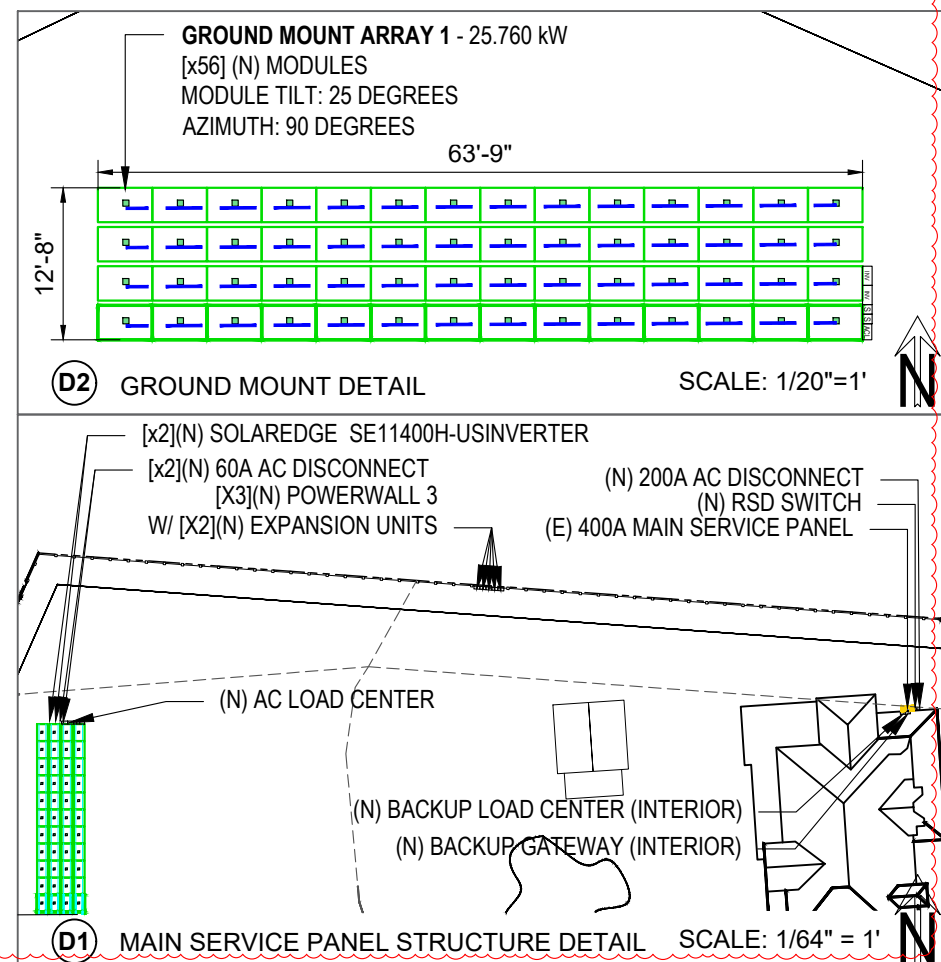 GROUND MOUNT ARRAY 1 - 25.760 kW
[x56] (N) MODULES
MODULE TILT: 25 DEGREES
AZIMUTH: 90 DEGREES
63'-9"
12'-8"
INV
INV
S
S
ACL
D2 GROUND MOUNT DETAIL SCALE: 1/20"=1'
N
[x2](N) SOLAREDGE SE11400H-USINVERTER
[x2](N) 60A AC DISCONNECT
[X3](N) POWERWALL 3
W/ [X2](N) EXPANSION UNITS
(N) 200A AC DISCONNECT
(N) RSD SWITCH
(E) 400A MAIN SERVICE PANEL
(N) AC LOAD CENTER
(N) BACKUP LOAD CENTER (INTERIOR)
(N) BACKUP GATEWAY (INTERIOR)
D1 MAIN SERVICE PANEL STRUCTURE DETAIL SCALE: 1/64" = 1'
N